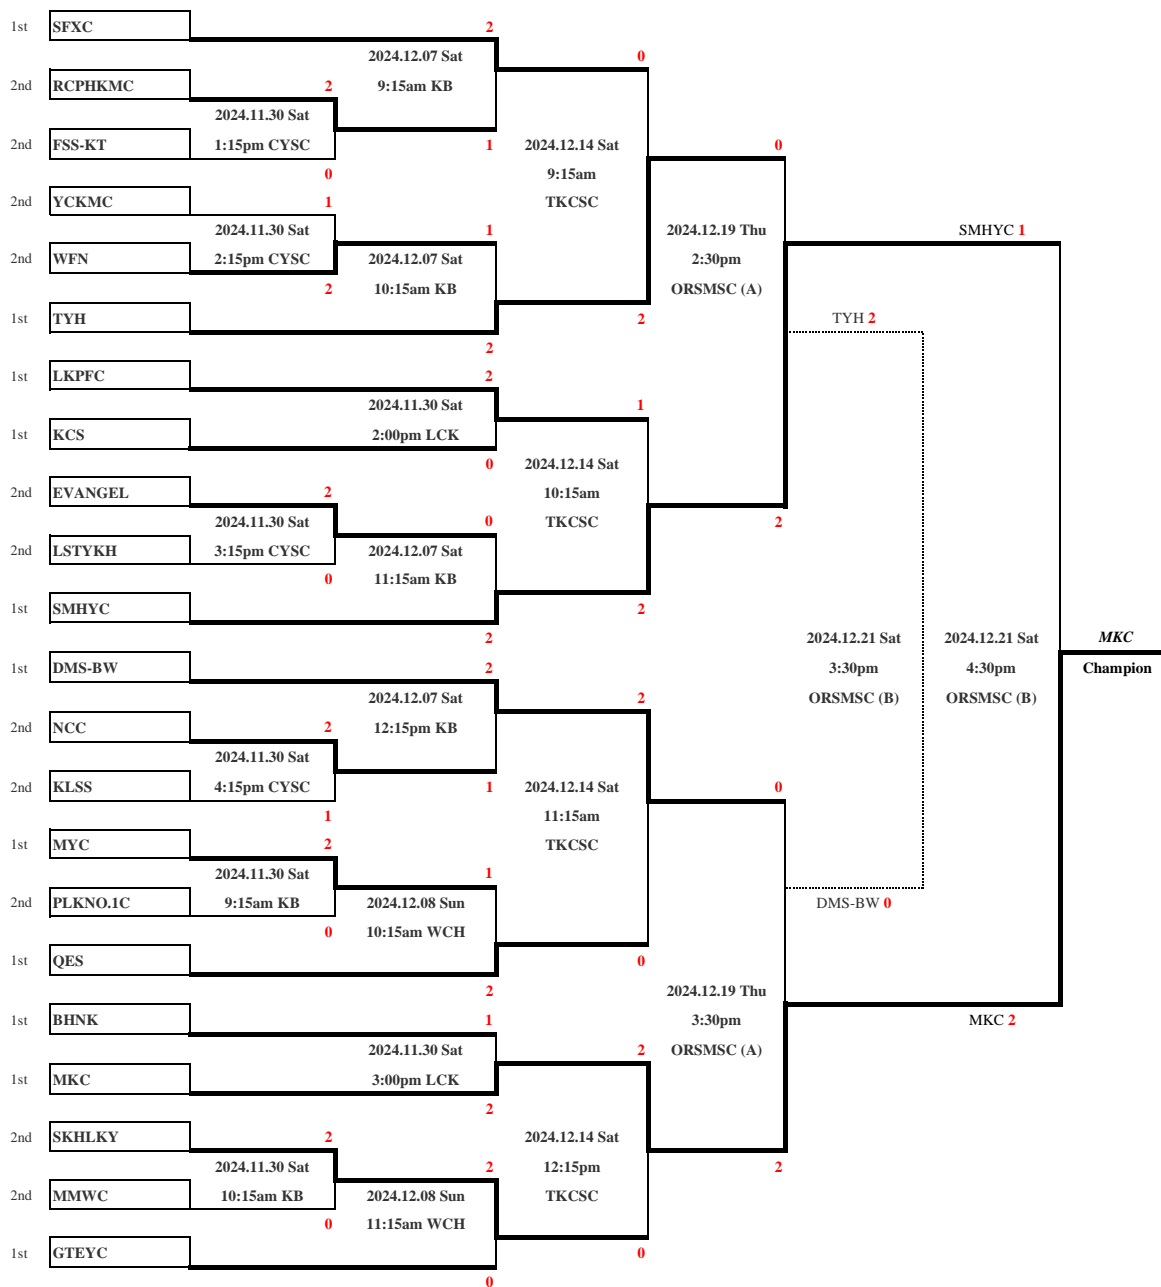 1st SFXC 2
2024.12.07 Sat 0
2nd RCPHKMC 2 9:15am KB
2024.11.30 Sat
2nd FSS-KT 1:15pm CYSC 1 2024.12.14 Sat 0
0 9:15am
2nd YCKMC 1 TKCSC
2024.11.30 Sat 1 2024.12.19 Thu SMHYC 1
2nd WFN 2:15pm CYSC 2024.12.07 Sat 2:30pm
2 10:15am KB ORSMSC (A)
1st TYH 2 TYH 2
2
1st LKPFC 2
2024.11.30 Sat 1
1st KCS 2:00pm LCK
0 2024.12.14 Sat
2nd EVANGEL 2 10:15am
2024.11.30 Sat 0 TKCSC 2
2nd LSTYKH 3:15pm CYSC 2024.12.07 Sat
0 11:15am KB
1st SMHYC 2
2 2024.12.21 Sat 2024.12.21 Sat MKC
1st DMS-BW 2 3:30pm 4:30pm Champion
2024.12.07 Sat 2 ORSMSC (B) ORSMSC (B)
2nd NCC 2 12:15pm KB
2024.11.30 Sat
2nd KLSS 4:15pm CYSC 1 2024.12.14 Sat 0
1 11:15am
1st MYC 2 TKCSC
2024.11.30 Sat 1
2nd PLKNO.1C 9:15am KB 2024.12.08 Sun DMS-BW 0
0 10:15am WCH
1st QES 0
2 2024.12.19 Thu
1st BHNK 1 3:30pm MKC 2
2024.11.30 Sat 2 ORSMSC (A)
1st MKC 3:00pm LCK
2
2nd SKHLKY 2 2024.12.14 Sat
2024.11.30 Sat 2 12:15pm 2
2nd MMWC 10:15am KB 2024.12.08 Sun TKCSC
0 11:15am WCH
1st GTEYC 0
0